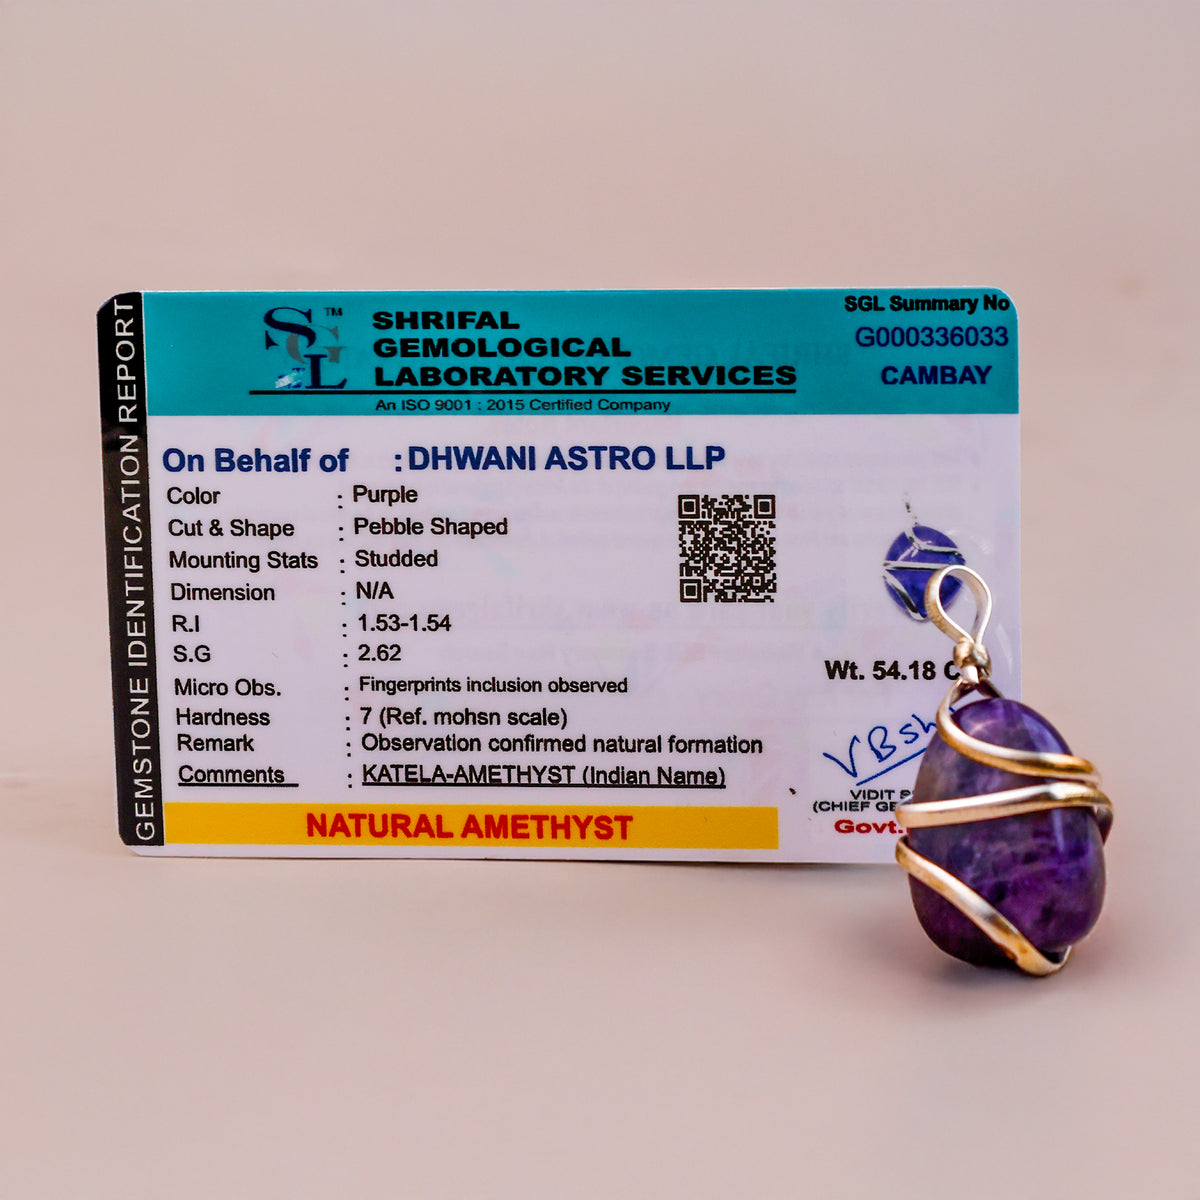 GEMSTONE IDENTIFICATION REPORT
SGL TM
SHRIFAL
GEMOLOGICAL
LABORATORY SERVICES
An ISO 9001 : 2015 Certified Company
SGL Summary No
G000336033
CAMBAY
On Behalf of : DHWANI ASTRO LLP
Color : Purple
Cut & Shape : Pebble Shaped
Mounting Stats : Studded
Dimension : N/A
R.I : 1.53-1.54
S.G : 2.62
Micro Obs. : Fingerprints inclusion observed
Hardness : 7 (Ref. mohsn scale)
Remark : Observation confirmed natural formation
Comments : KATELA-AMETHYST (Indian Name)
NATURAL AMETHYST
Wt. 54.18 C
VIDIT
(CHIEF GE
Govt.